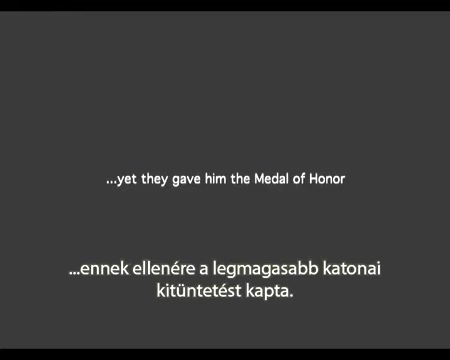 ...yet they gave him the Medal of Honor
...ennek ellenére a legmagasabb katonai
kitüntetést kapta.